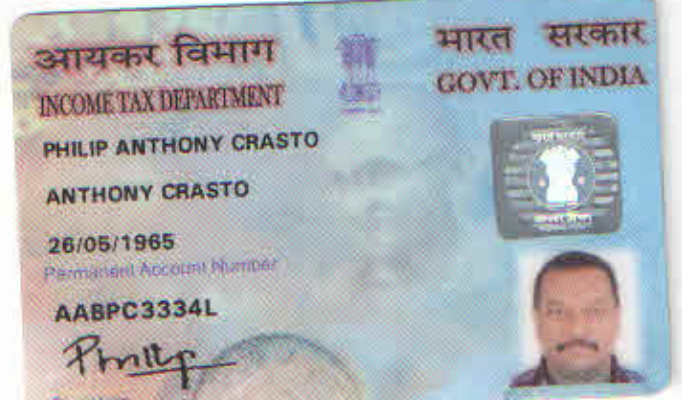 आयकर विभाग
INCOME TAX DEPARTMENT
भारत सरकार
GOVT. OF INDIA
PHILIP ANTHONY CRASTO
ANTHONY CRASTO
26/05/1965
Permanent Account Number
AABPC3334L
Philip